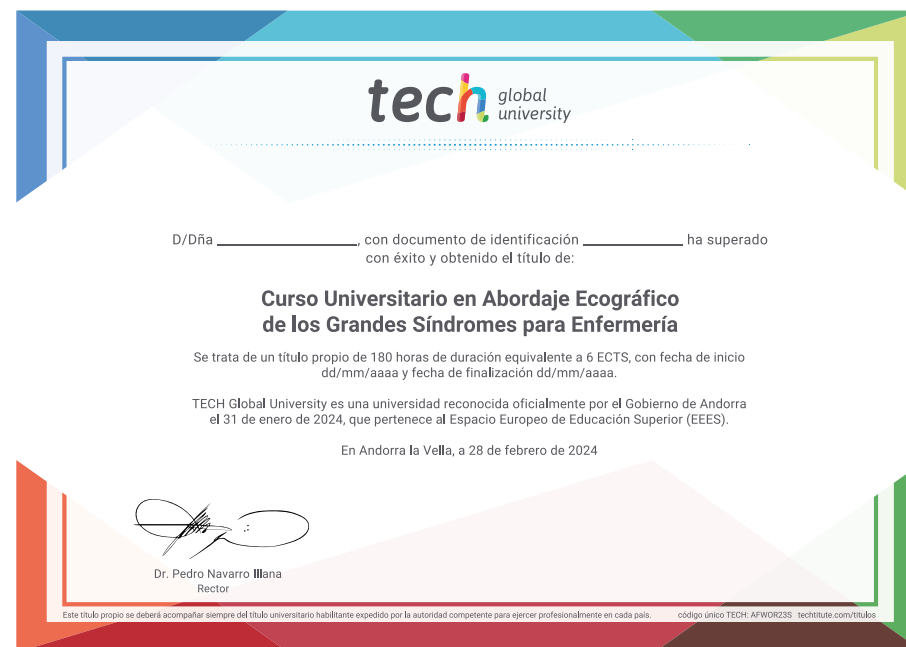 tech global university
D/Dña ____________, con documento de identificación ____________ ha superado
con éxito y obtenido el título de:
Curso Universitario en Abordaje Ecográfico
de los Grandes Síndromes para Enfermería
Se trata de un título propio de 180 horas de duración equivalente a 6 ECTS, con fecha de inicio
dd/mm/aaaa y fecha de finalización dd/mm/aaaa.
TECH Global University es una universidad reconocida oficialmente por el Gobierno de Andorra
el 31 de enero de 2024, que pertenece al Espacio Europeo de Educación Superior (EEES).
En Andorra la Vella, a 28 de febrero de 2024
Dr. Pedro Navarro Illana
Rector
Este título propio se deberá acompañar siempre del título universitario habilitante expedido por la autoridad competente para ejercer profesionalmente en cada país. código único TECH: AFWOR23S techtitute.com/titulos